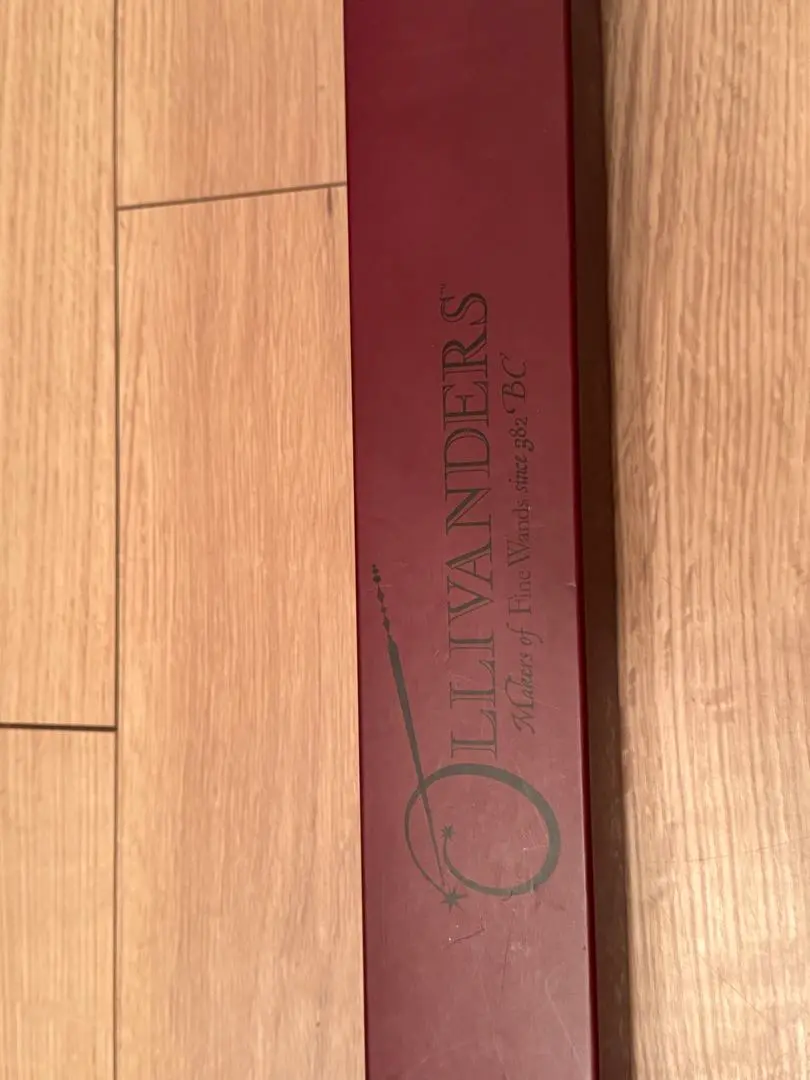 OLLIVANDERS™
Makers of Fine Wands since 382 BC